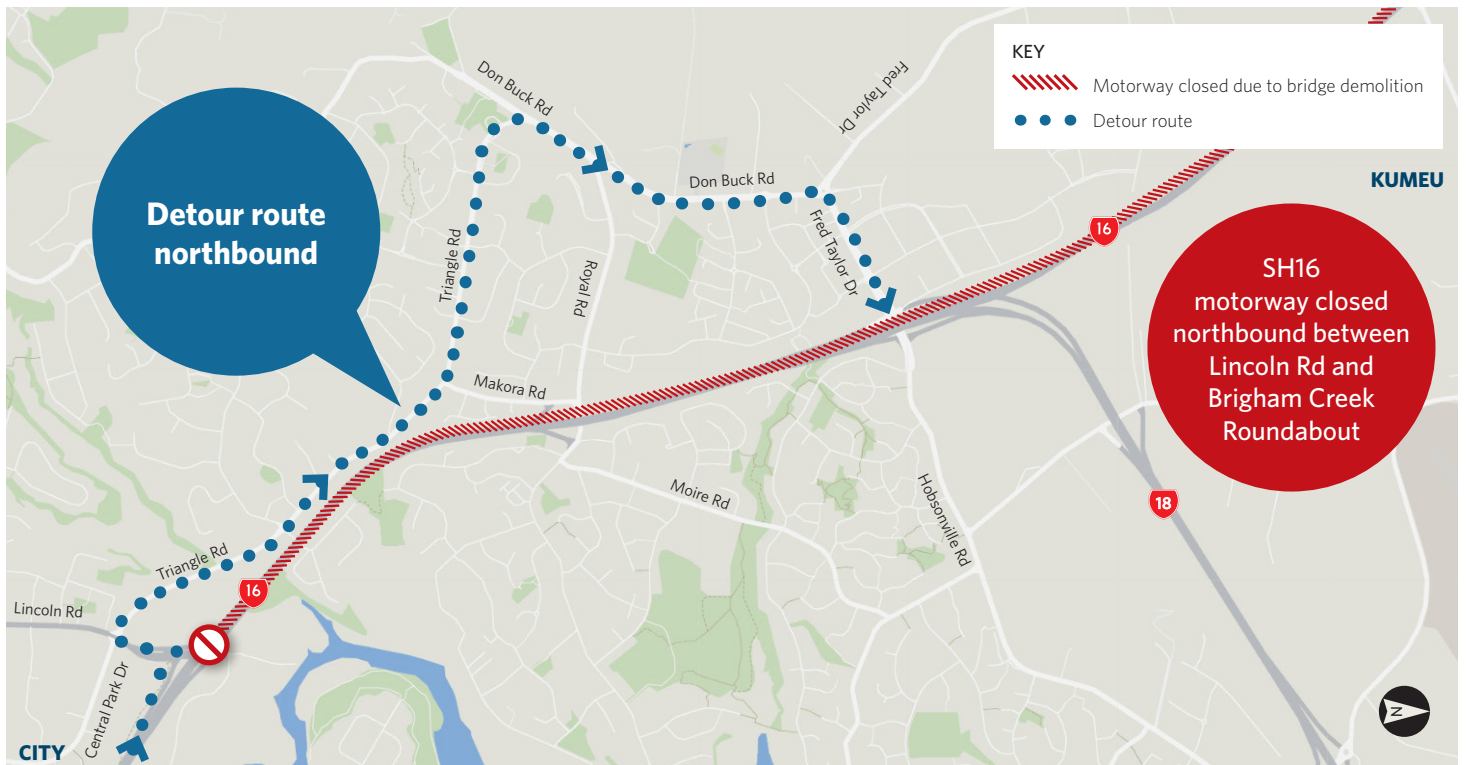 KEY
Motorway closed due to bridge demolition
Detour route
Don Buck Rd
Fred Taylor Dr
Don Buck Rd
KUMEU
Detour route
northbound
Triangle Rd
Royal Rd
Fred Taylor Dr
16
SH16
motorway closed
northbound between
Lincoln Rd and
Brigham Creek
Roundabout
Makora Rd
Moire Rd
Hobsonville Rd
18
Triangle Rd
16
Lincoln Rd
Central Park Dr
CITY
N